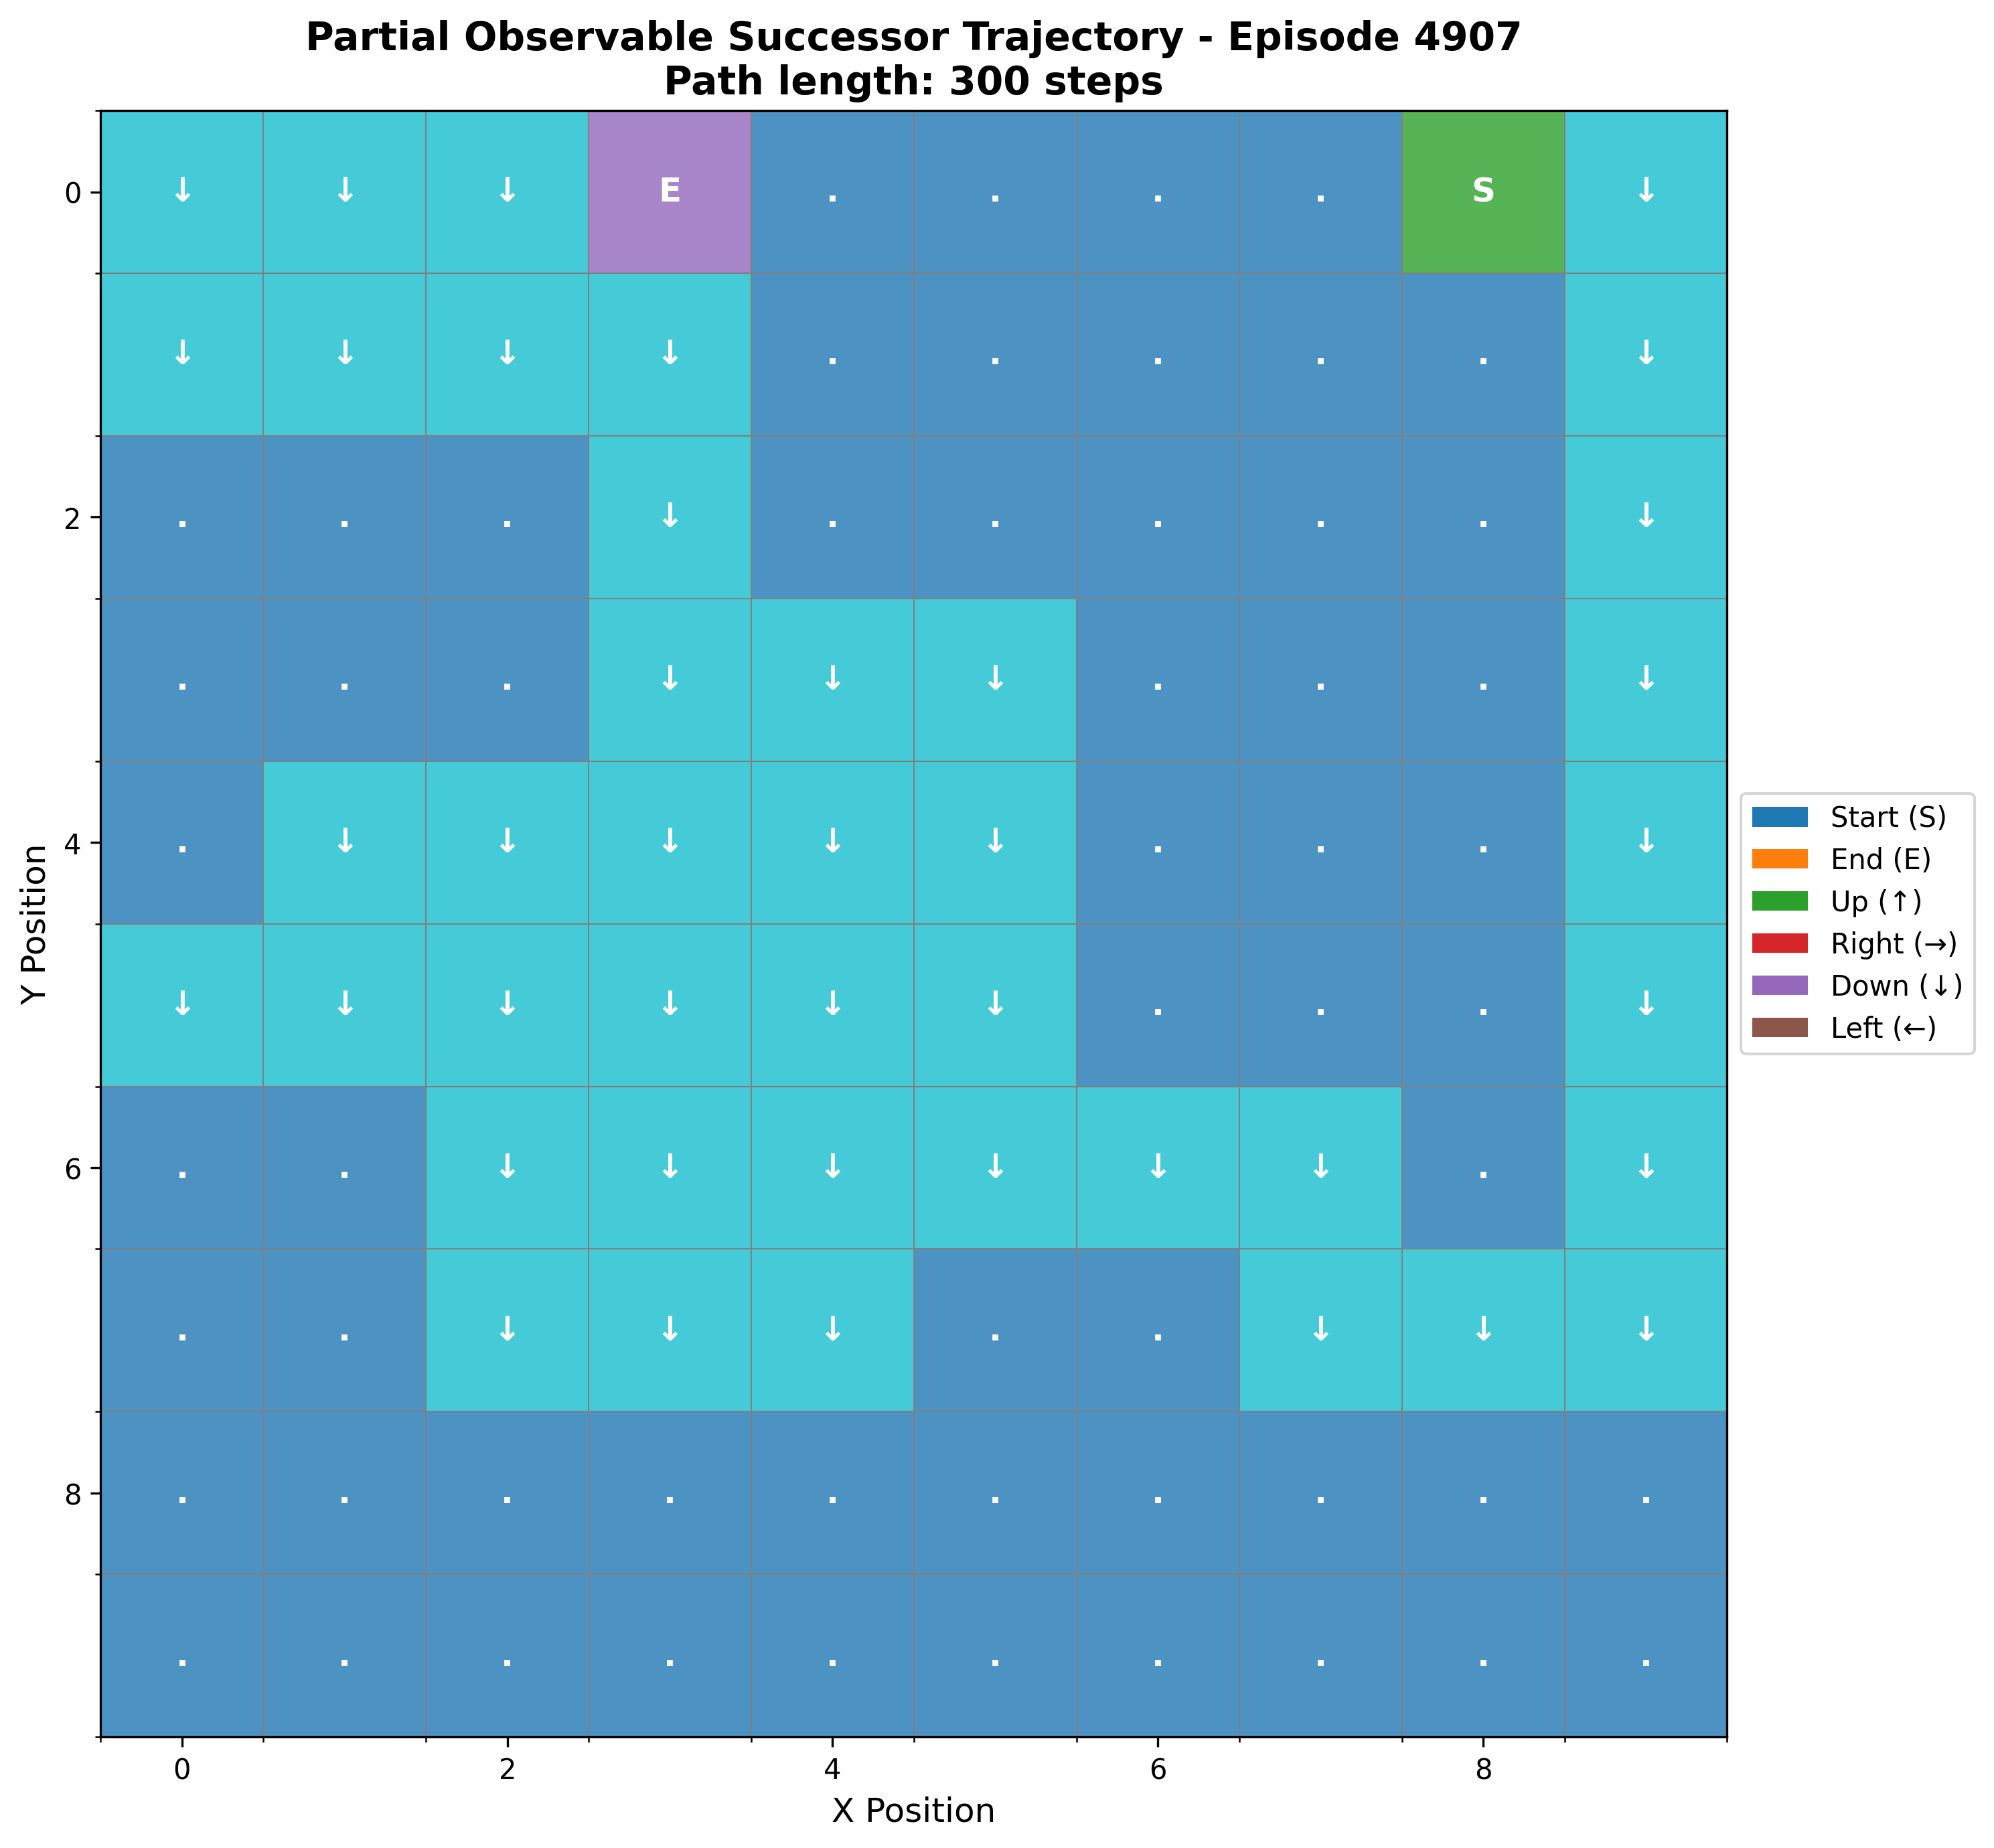 Partial Observable Successor Trajectory - Episode 4907
Path length: 300 steps
0 ↓ ↓ ↓ E . . . . S ↓
↓ ↓ ↓ ↓ . . . . . ↓
2 . . . ↓ . . . . . ↓
. . . ↓ ↓ ↓ . . . ↓
4 . ↓ ↓ ↓ ↓ ↓ . . . ↓
↓ ↓ ↓ ↓ ↓ ↓ . . . ↓
6 . . ↓ ↓ ↓ ↓ ↓ ↓ . ↓
. . ↓ ↓ ↓ . . ↓ ↓ ↓
8 . . . . . . . . . .
. . . . . . . . . .
0 2 4 6 8
X Position
Y Position
Start (S)
End (E)
Up (↑)
Right (→)
Down (↓)
Left (←)